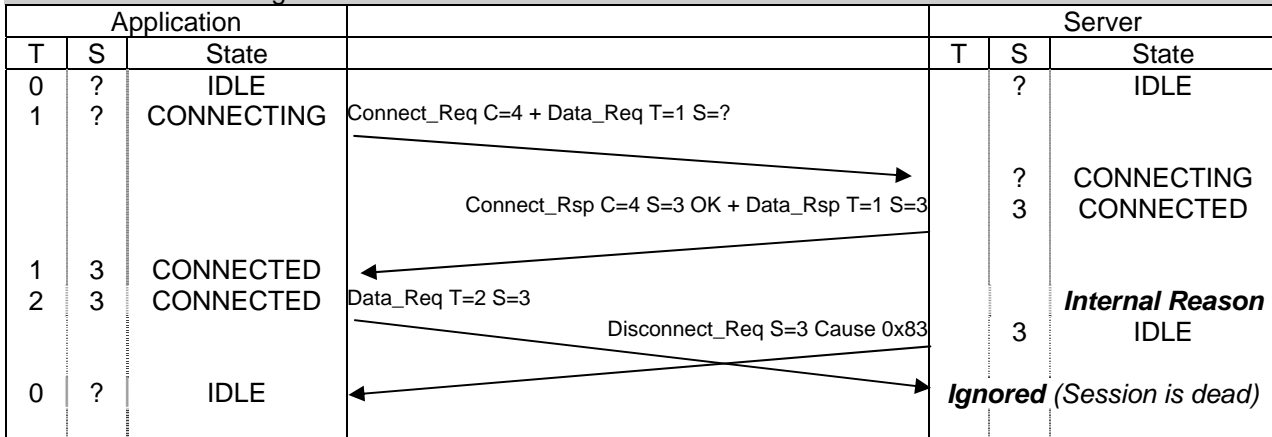 Application Server
T S State T S State
0 ? IDLE ? IDLE
1 ? CONNECTING Connect_Req C=4 + Data_Req T=1 S=?
? CONNECTING
Connect_Rsp C=4 S=3 OK + Data_Rsp T=1 S=3 3 CONNECTED
1 3 CONNECTED
2 3 CONNECTED Data_Req T=2 S=3 Internal Reason
Disconnect_Req S=3 Cause 0x83 3 IDLE
0 ? IDLE Ignored (Session is dead)